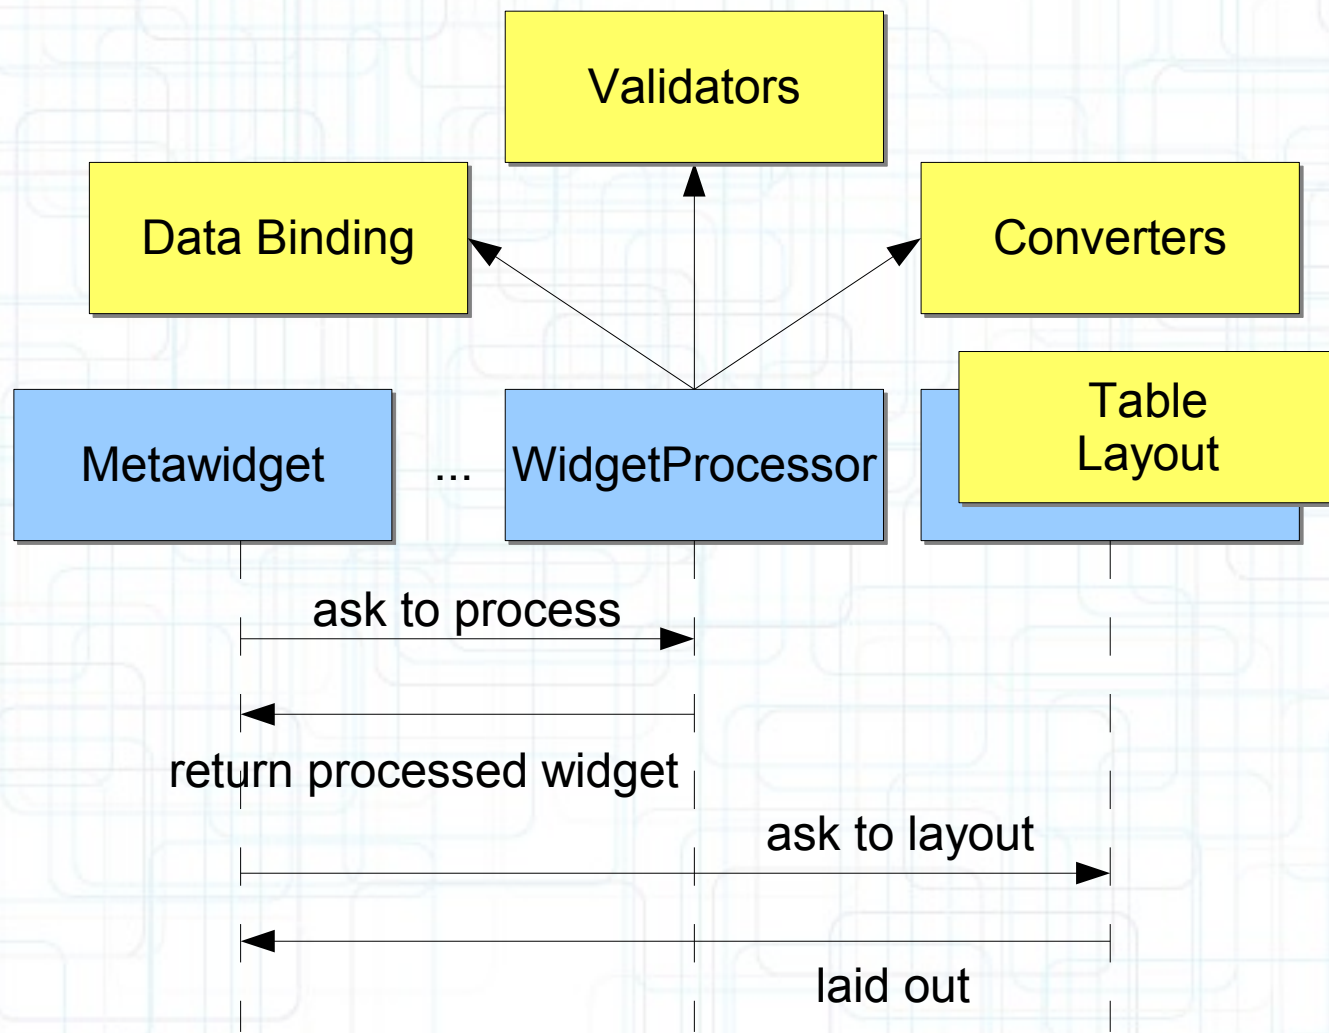 Validators
Data Binding
Converters
Table
Layout
Metawidget
...
WidgetProcessor
ask to process
return processed widget
ask to layout
laid out